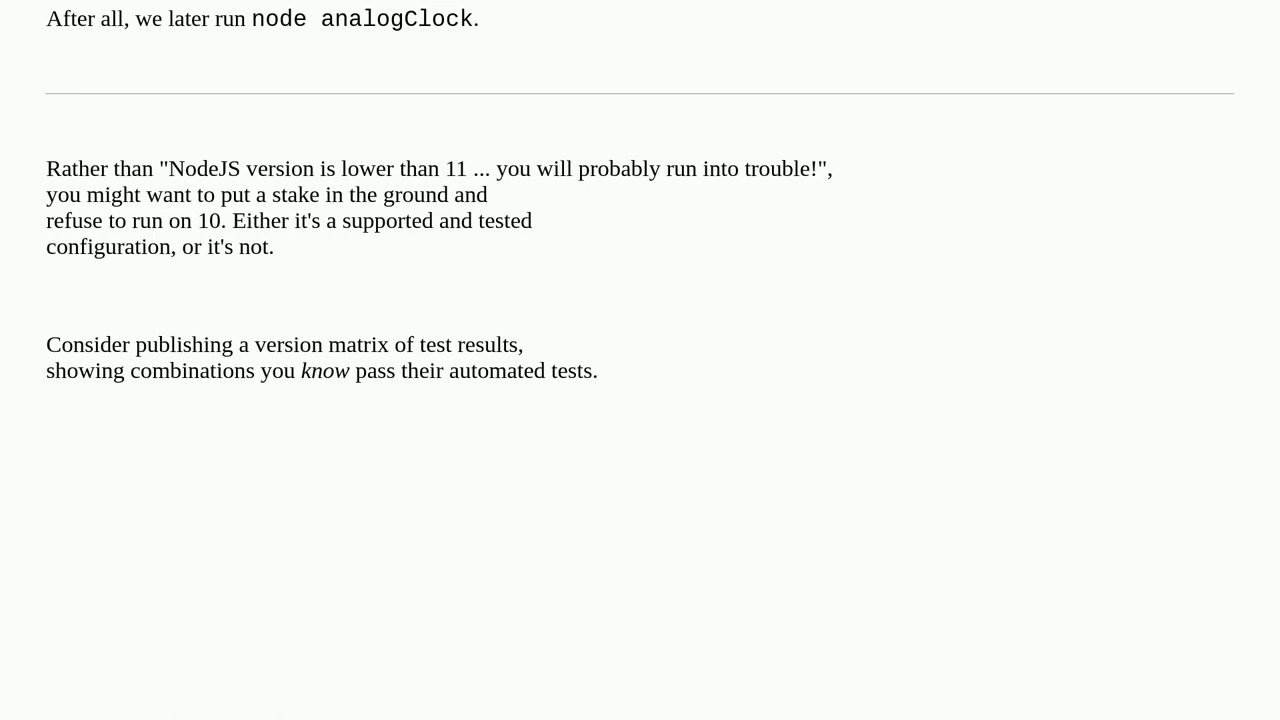 After all, we later run node analogClock.
Rather than "NodeJS version is lower than 11 ... you will probably run into trouble!",
you might want to put a stake in the ground and
refuse to run on 10. Either it's a supported and tested
configuration, or it's not.
Consider publishing a version matrix of test results,
showing combinations you know pass their automated tests.